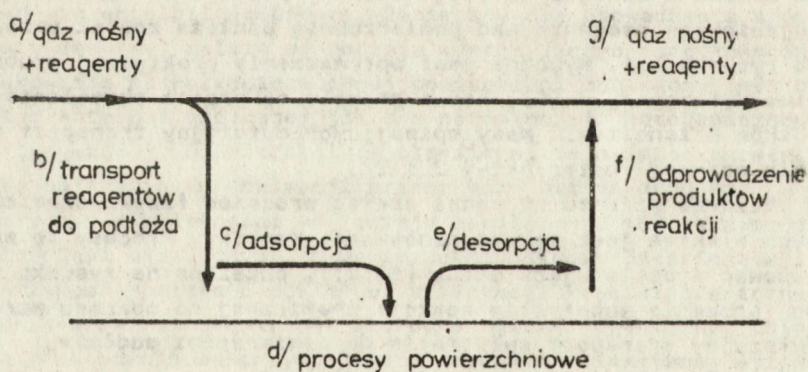 a/ gaz nośny
+reagenty
g/ gaz nośny
+reagenty
b/ transport
reagentów
do podłoża
c/adsorpcja
e/desorpcja
f/ odprowadzenie
produktów
reakcji
d/ procesy powierzchniowe